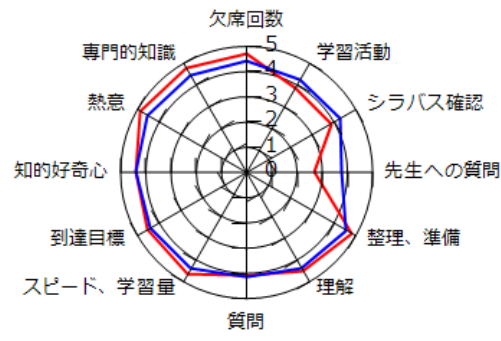 欠席回数
学習活動
シラバス確認
先生への質問
整理、準備
理解
質問
スピード、学習量
到達目標
知的好奇心
熱意
専門的知識
5
4
3
2
1
0